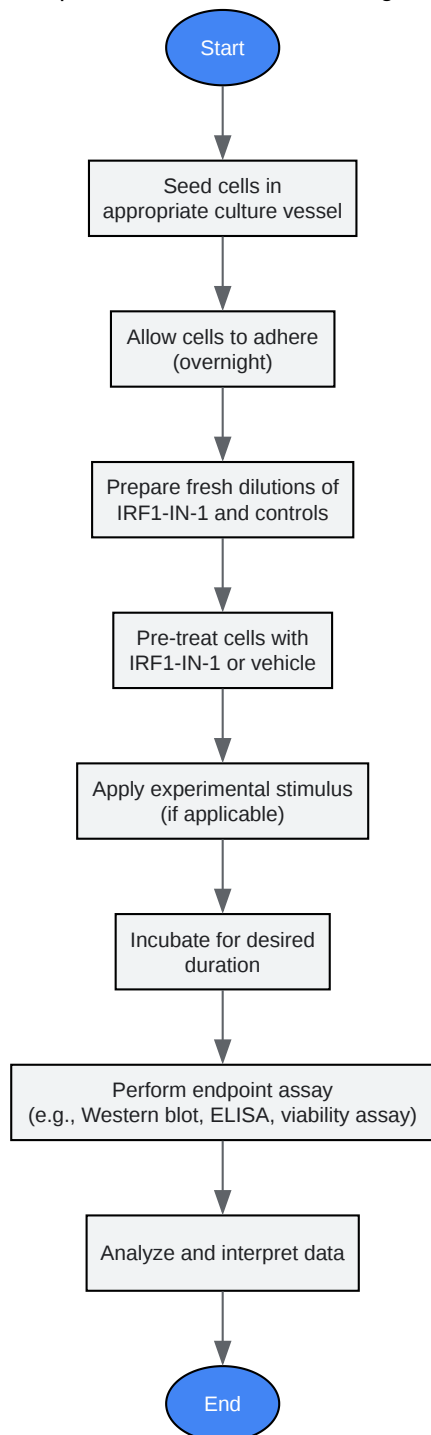 Start
Seed cells in
appropriate culture vessel
Allow cells to adhere
(overnight)
Prepare fresh dilutions of
IRF1-IN-1 and controls
Pre-treat cells with
IRF1-IN-1 or vehicle
Apply experimental stimulus
(if applicable)
Incubate for desired
duration
Perform endpoint assay
(e.g., Western blot, ELISA, viability assay)
Analyze and interpret data
End